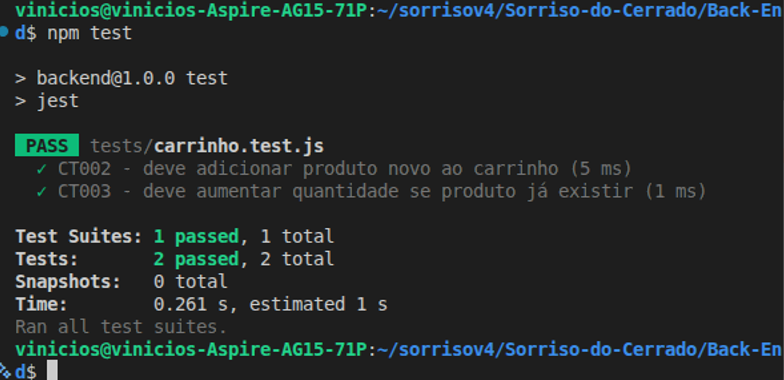 vinicios@vinicios-Aspire-AG15-71P:~/sorrisov4/Sorriso-do-Cerrado/Back-En
d$ npm test
> backend@1.0.0 test
> jest
PASS tests/carrinho.test.js
✓ CT002 - deve adicionar produto novo ao carrinho (5 ms)
✓ CT003 - deve aumentar quantidade se produto já existir (1 ms)
Test Suites: 1 passed, 1 total
Tests: 2 passed, 2 total
Snapshots: 0 total
Time: 0.261 s, estimated 1 s
Ran all test suites.
vinicios@vinicios-Aspire-AG15-71P:~/sorrisov4/Sorriso-do-Cerrado/Back-En
d$